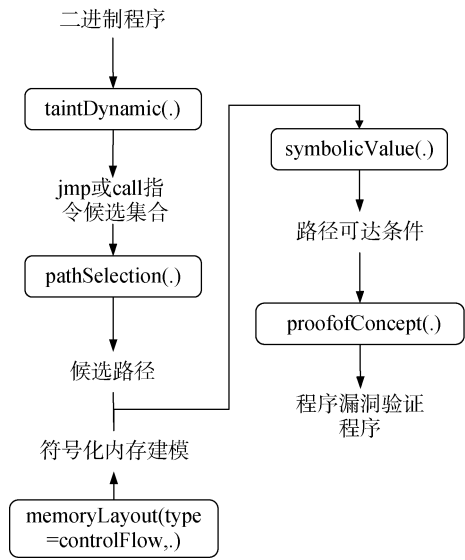 二进制程序
taintDynamic(.)
jmp或call指
令候选集合
pathSelection(.)
候选路径
符号化内存建模
memoryLayout(type
=controlFlow,.)
symbolicValue(.)
路径可达条件
proofofConcept(.)
程序漏洞验证
程序